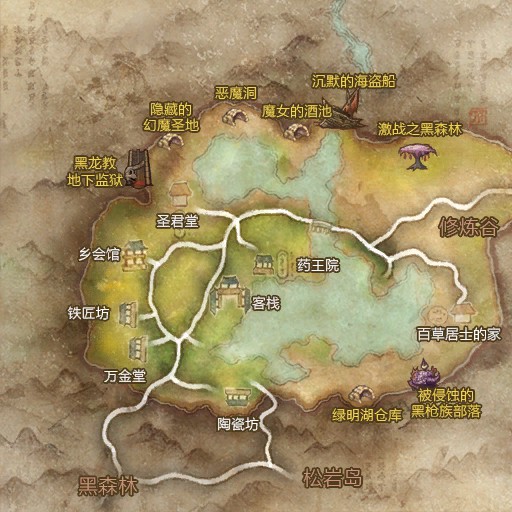 沉默的海盗船
恶魔洞
隐藏的
幻魔圣地
魔女的酒池
激战之黑森林
黑龙教
地下监狱
圣君堂
修炼谷
乡会馆
药王院
客栈
铁匠坊
百草居士的家
万金堂
被侵蚀的
黑枪族部落
绿明湖仓库
陶瓷坊
黑森林
松岩岛